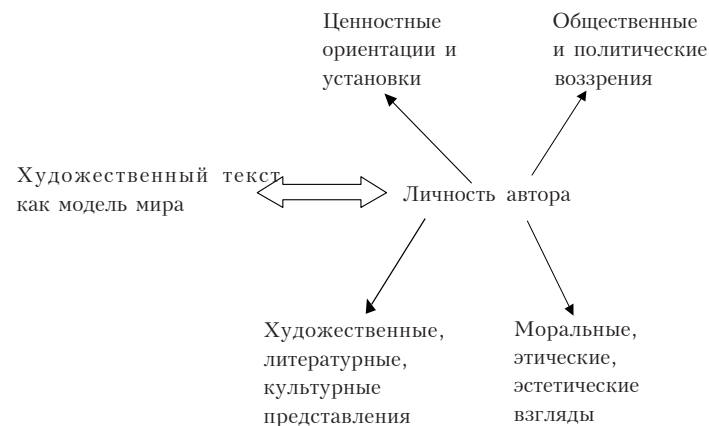 Ценностные
ориентации и
установки
Общественные
и политические
воззрения
Художественный текст
как модель мира
Личность автора
Художественные,
литературные,
культурные
представления
Моральные,
этические,
эстетические
взгляды